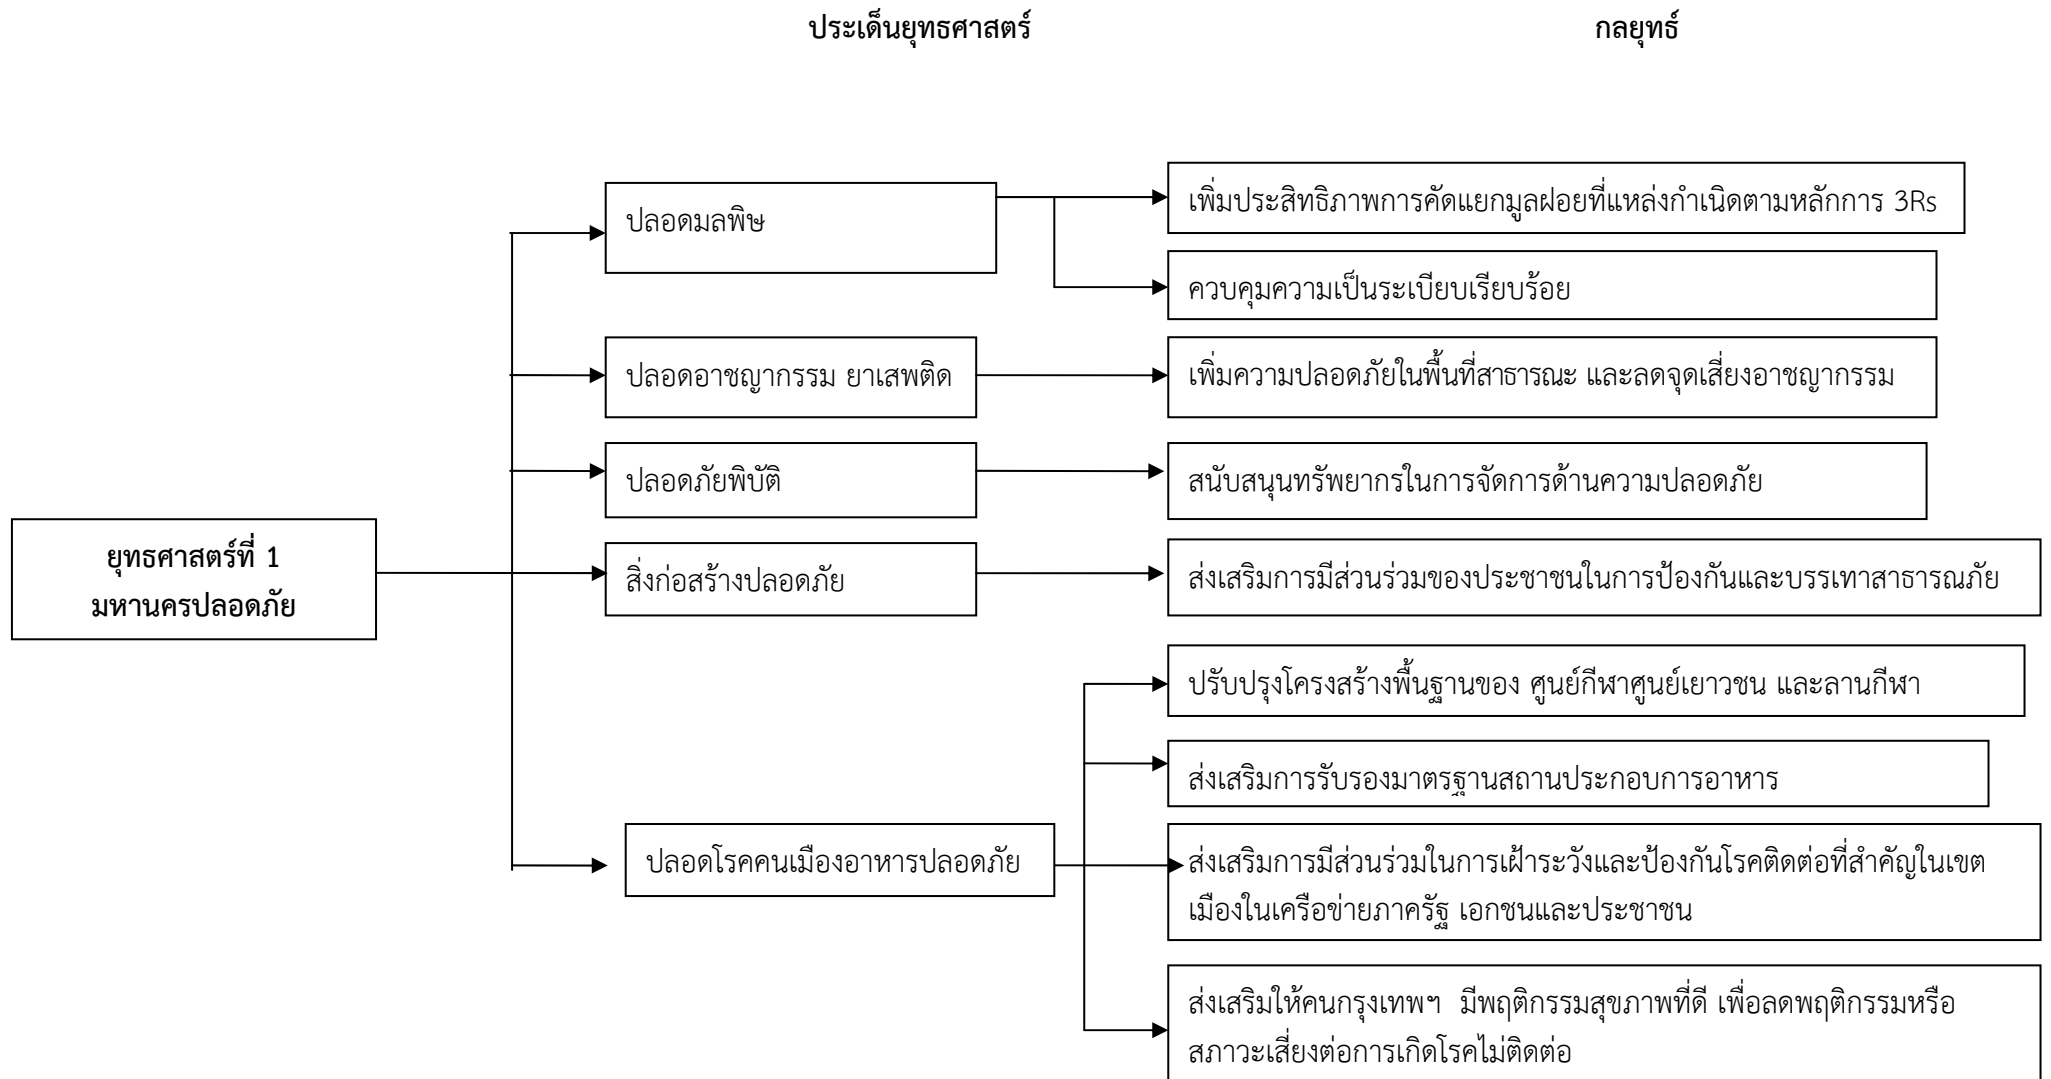 ประเด็นยุทธศาสตร์
กลยุทธ์
ยุทธศาสตร์ที่ 1
มหานครปลอดภัย
ปลอดมลพิษ
เพิ่มประสิทธิภาพการคัดแยกมูลฝอยที่แหล่งกำเนิดตามหลักการ 3Rs
ควบคุมความเป็นระเบียบเรียบร้อย
ปลอดอาชญากรรม ยาเสพติด
เพิ่มความปลอดภัยในพื้นที่สาธารณะ และลดจุดเสี่ยงอาชญากรรม
ปลอดภัยพิบัติ
สนับสนุนทรัพยากรในการจัดการด้านความปลอดภัย
สิ่งก่อสร้างปลอดภัย
ส่งเสริมการมีส่วนร่วมของประชาชนในการป้องกันและบรรเทาสาธารณภัย
ปลอดโรคคนเมืองอาหารปลอดภัย
ปรับปรุงโครงสร้างพื้นฐานของ ศูนย์กีฬาศูนย์เยาวชน และลานกีฬา
ส่งเสริมการรับรองมาตรฐานสถานประกอบการอาหาร
ส่งเสริมการมีส่วนร่วมในการเฝ้าระวังและป้องกันโรคติดต่อที่สำคัญในเขต
เมืองในเครือข่ายภาครัฐ เอกชนและประชาชน
ส่งเสริมให้คนกรุงเทพฯ มีพฤติกรรมสุขภาพที่ดี เพื่อลดพฤติกรรมหรือ
สภาวะเสี่ยงต่อการเกิดโรคไม่ติดต่อ